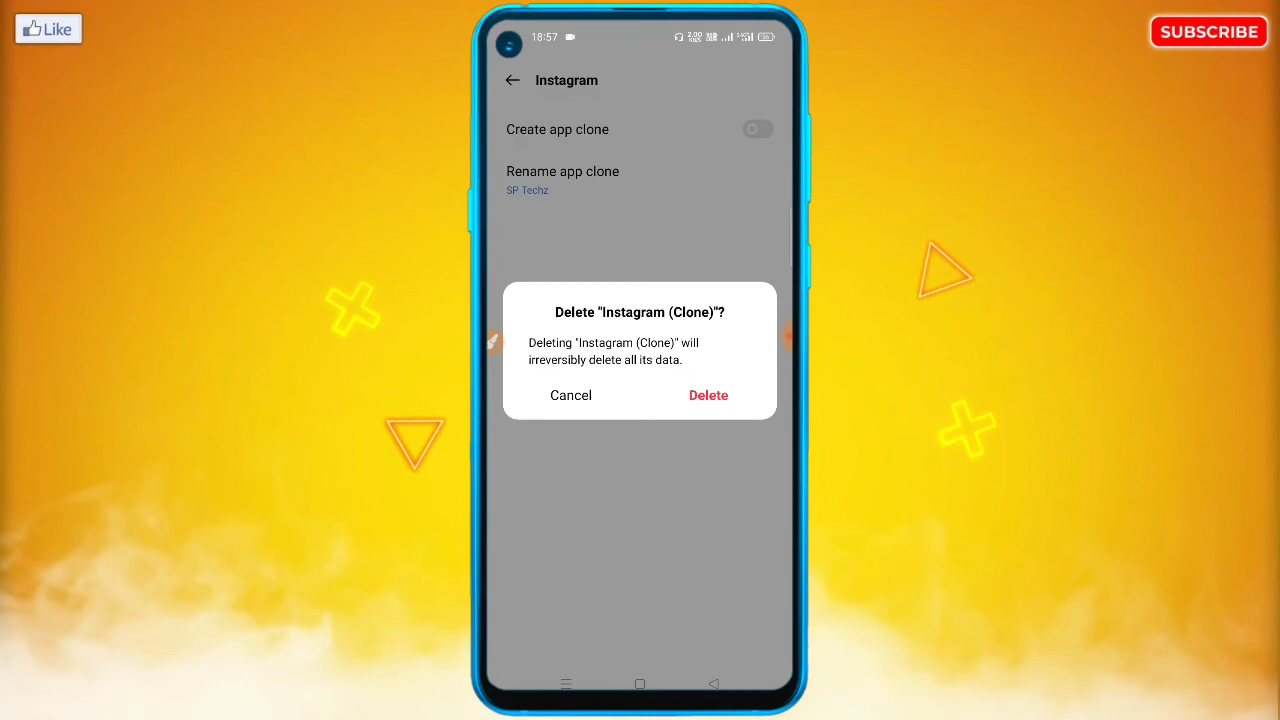 Like
SUBSCRIBE
18:57
Instagram
Create app clone
Rename app clone
SP Techz
Delete "Instagram (Clone)"?
Deleting "Instagram (Clone)" will
irreversibly delete all its data.
Cancel
Delete